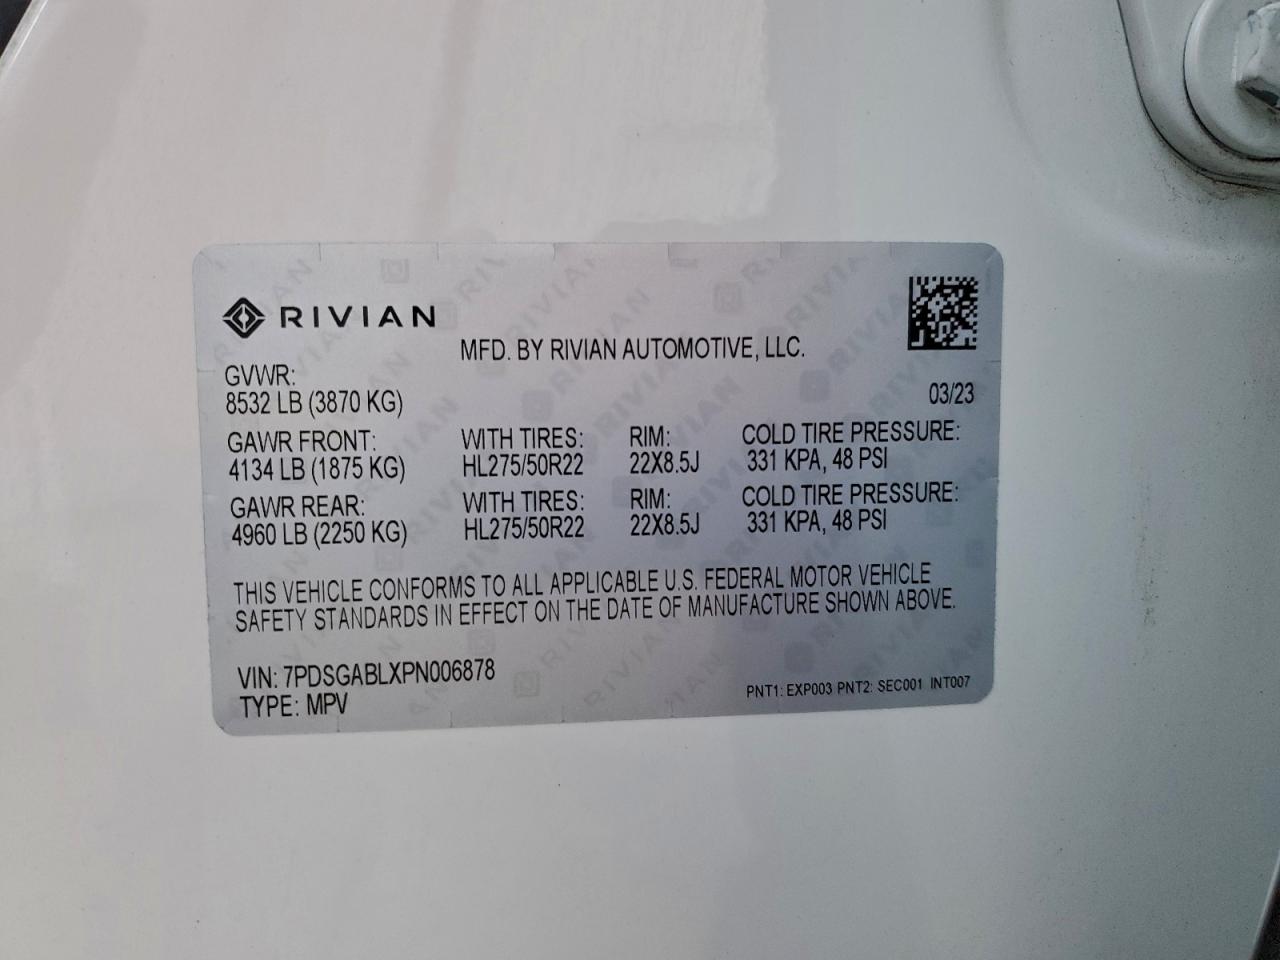 RIVIAN
MFD. BY RIVIAN AUTOMOTIVE, LLC.
GVWR:
8532 LB (3870 KG)
03/23
GAWR FRONT: WITH TIRES: RIM: COLD TIRE PRESSURE:
4134 LB (1875 KG) HL275/50R22 22X8.5J 331 KPA, 48 PSI
GAWR REAR: WITH TIRES: RIM: COLD TIRE PRESSURE:
4960 LB (2250 KG) HL275/50R22 22X8.5J 331 KPA, 48 PSI
THIS VEHICLE CONFORMS TO ALL APPLICABLE U.S. FEDERAL MOTOR VEHICLE
SAFETY STANDARDS IN EFFECT ON THE DATE OF MANUFACTURE SHOWN ABOVE.
VIN: 7PDSGABLXPN006878
TYPE: MPV
PNT1: EXP003 PNT2: SEC001 INT007